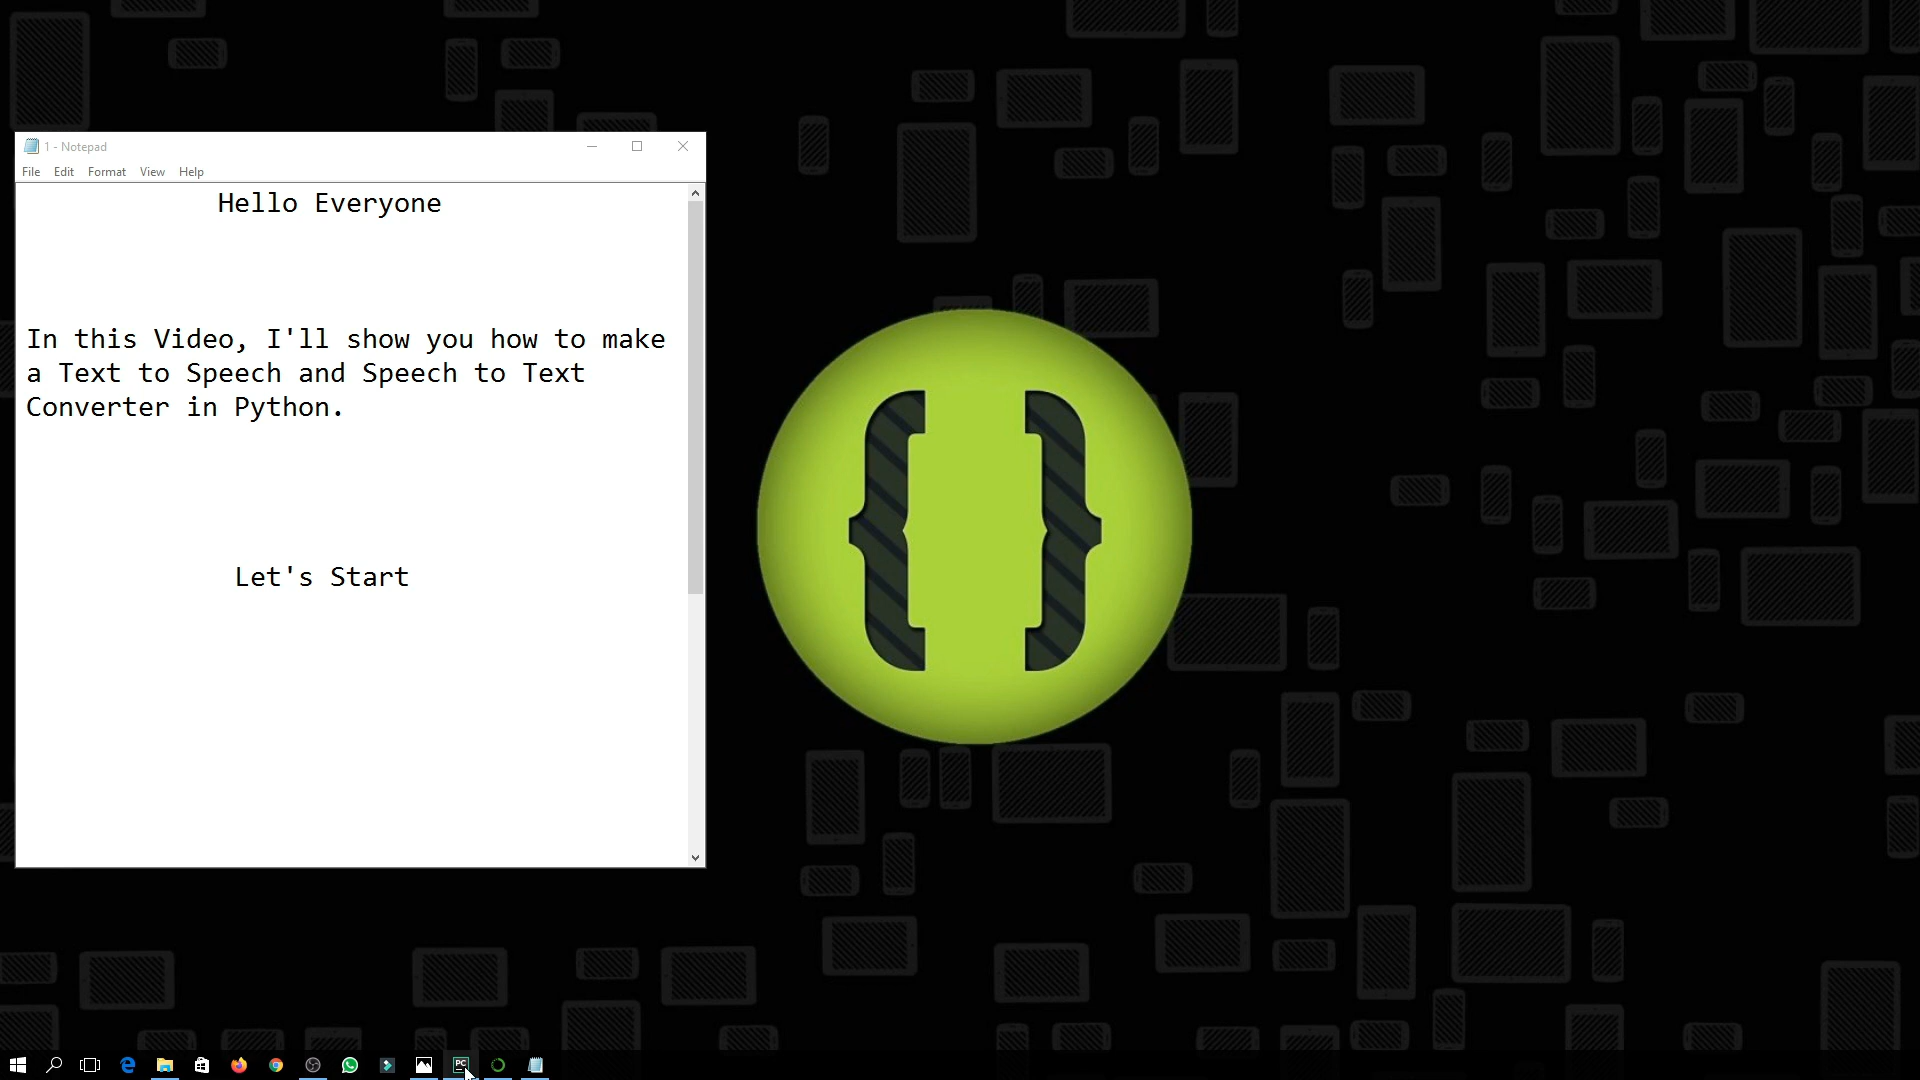 1 - Notepad
File Edit Format View Help
Hello Everyone
In this Video, I'll show you how to make
a Text to Speech and Speech to Text
Converter in Python.
Let's Start
{ }
PC